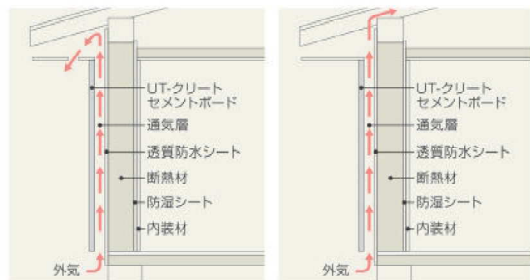 UT-クリート
セメントボード
通気層
透質防水シート
断熱材
防湿シート
内装材
外気
UT-クリート
セメントボード
通気層
透質防水シート
断熱材
防湿シート
内装材
外気